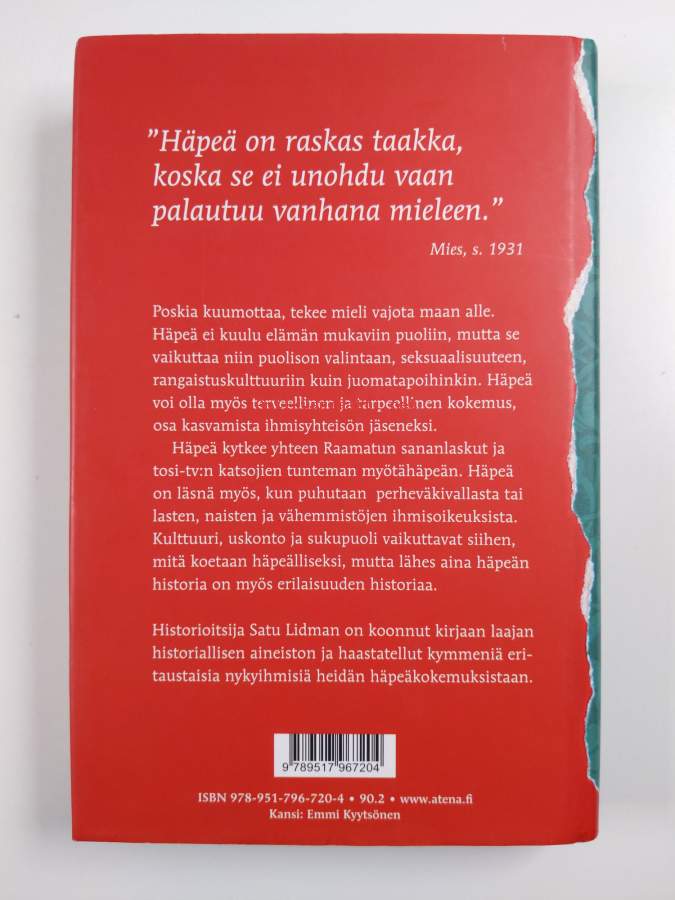 ”Häpeä on raskas taakka,
koska se ei unohdu vaan
palautuu vanhana mieleen.”
Mies, s. 1931
Poskia kuumottaa, tekee mieli vajota maan alle.
Häpeä ei kuulu elämän mukaviin puoliin, mutta se
vaikuttaa niin puolison valintaan, seksuaalisuuteen,
rangaistuskulttuuriin kuin juomatapoihinkin. Häpeä
voi olla myös terveellinen ja tarpeellinen kokemus,
osa kasvamista ihmisyhteisön jäseneksi.
Häpeä kytkee yhteen Raamatun sananlaskut ja
tosi-tv:n katsojien tunteman myötähäpeän. Häpeä
on läsnä myös, kun puhutaan perheväkivallasta tai
lasten, naisten ja vähemmistöjen ihmisoikeuksista.
Kulttuuri, uskonto ja sukupuoli vaikuttavat siihen,
mitä koetaan häpeälliseksi, mutta lähes aina häpeän
historia on myös erilaisuuden historiaa.
Historioitsija Satu Lidman on koonnut kirjaan laajan
historiallisen aineiston ja haastatellut kymmeniä eri-
taustaisia nykyihmisiä heidän häpeäkokemuksistaan.
9 789517 967204
ISBN 978-951-796-720-4 • 90.2 • www.atena.fi
Kansi: Emmi Kyytsönen